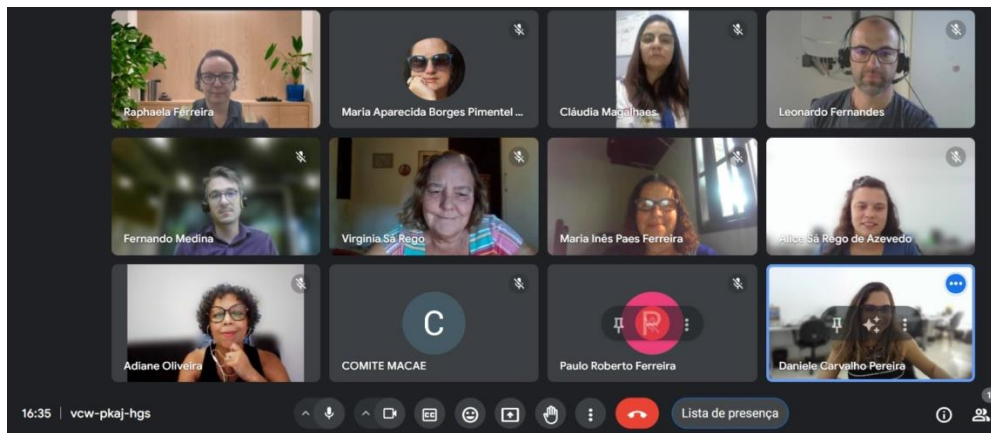 Raphaela Ferreira
Maria Aparecida Borges Pimentel ...
Cláudia Magalhaes
Leonardo Fernandes
Fernando Medina
Virginia Sá Rego
Maria Inês Paes Ferreira
Alice Sá Rego de Azevedo
Adiane Oliveira
C
COMITE MACAE
Paulo Roberto Ferreira
Daniele Carvalho Pereira
16:35 | vcw-pkaj-hgs
CC
Lista de presença